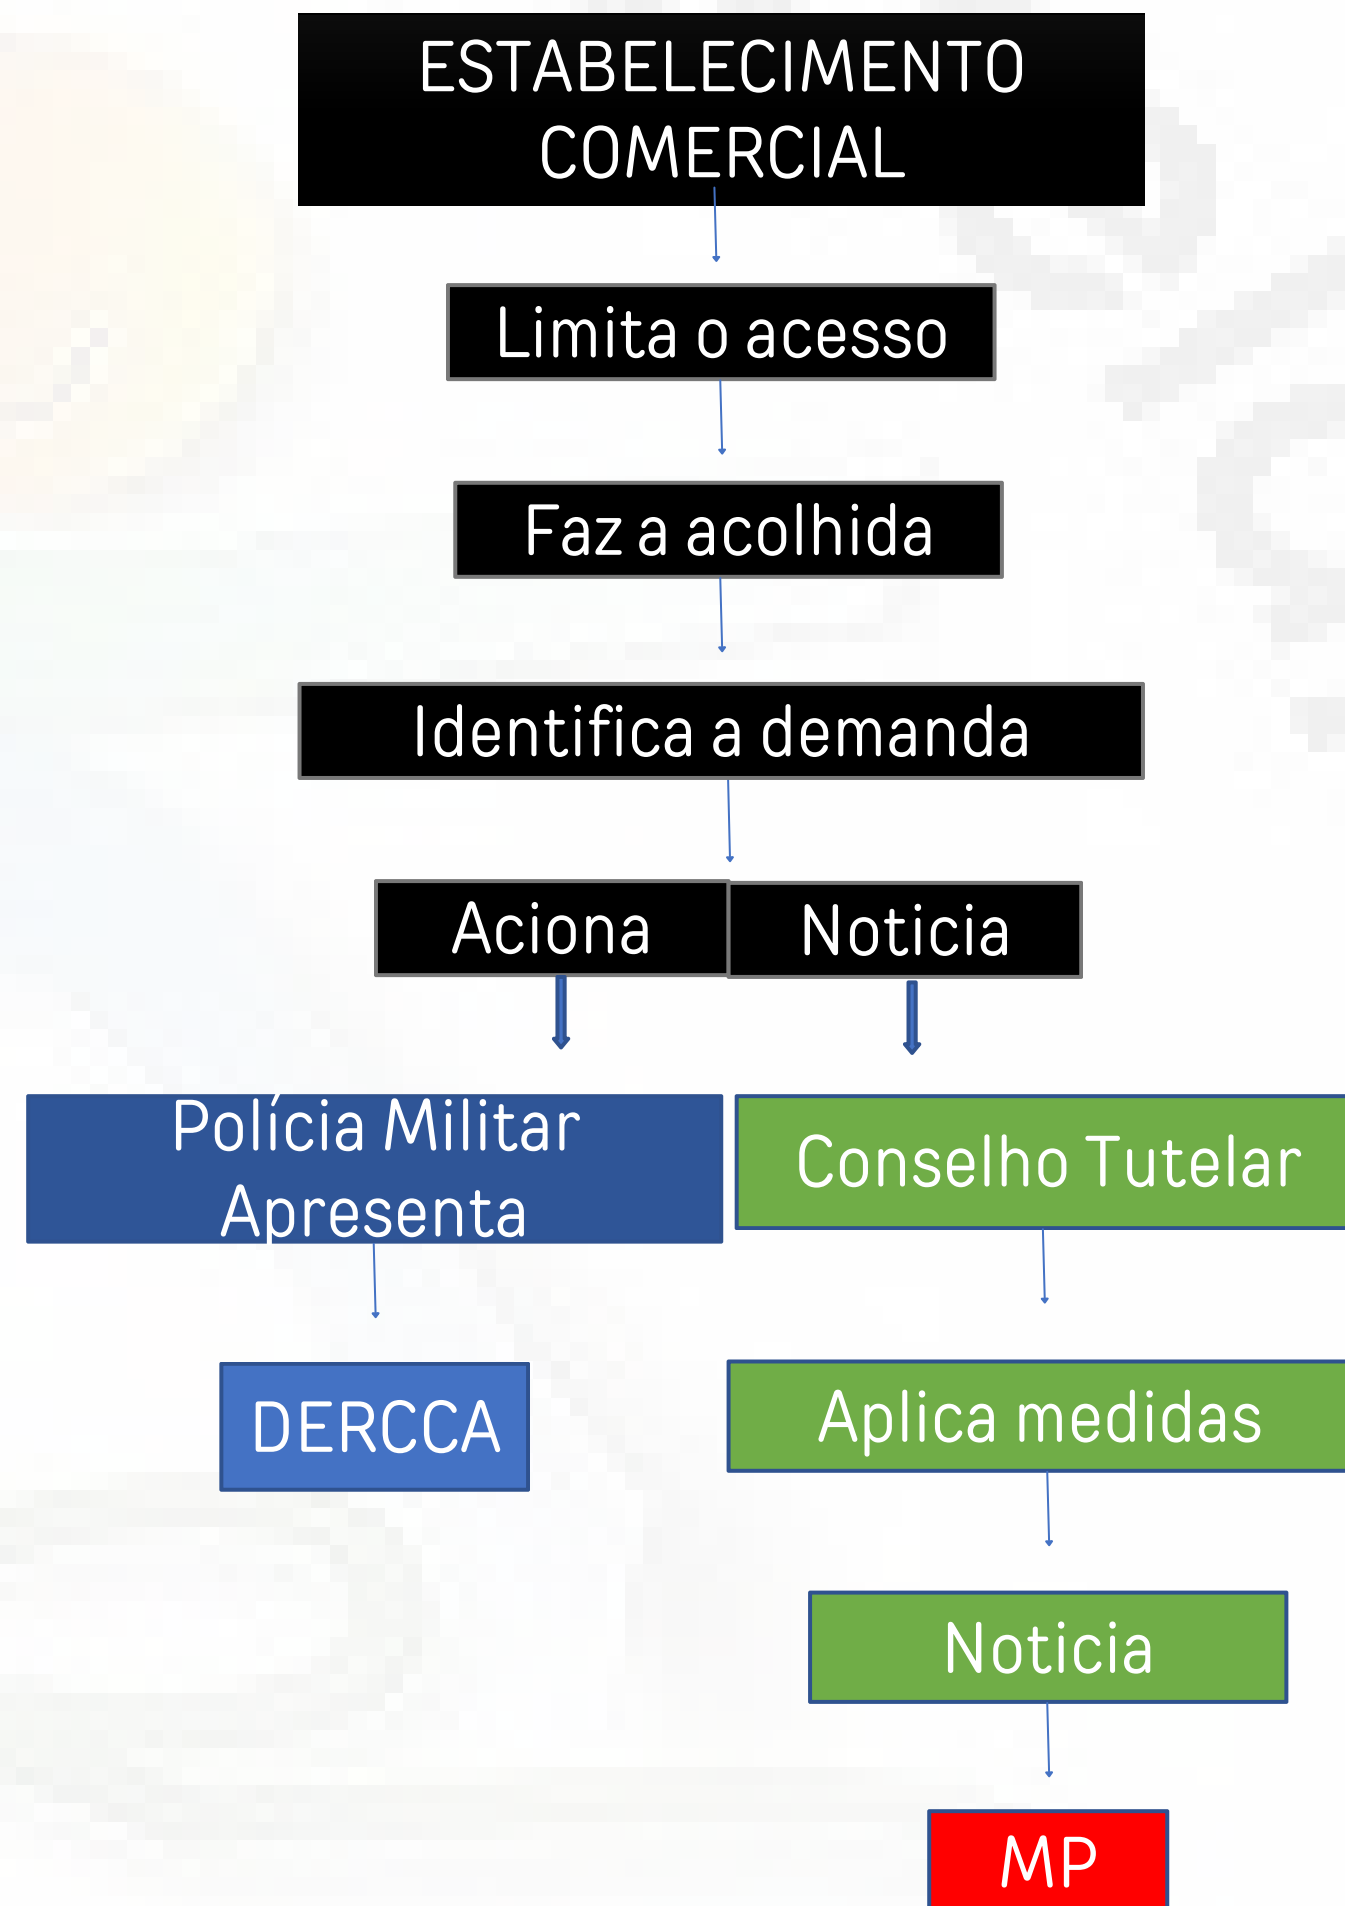 ESTABELECIMENTO
COMERCIAL
Limita o acesso
Faz a acolhida
Identifica a demanda
Aciona
Noticia
Polícia Militar
Apresenta
Conselho Tutelar
DERCCA
Aplica medidas
Noticia
MP